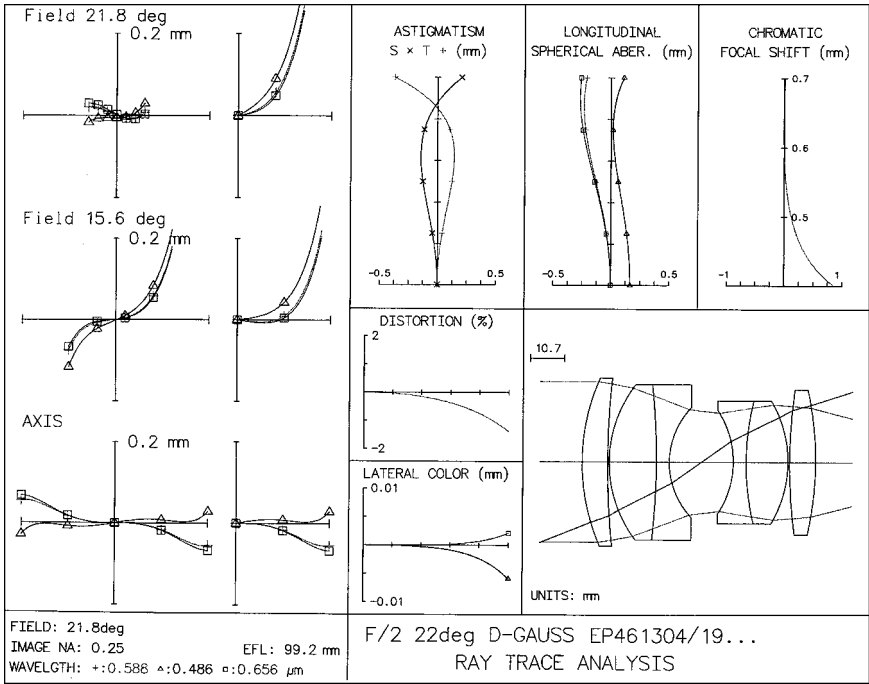 Field 21.8 deg
0.2 mm
Field 15.6 deg
0.2 mm
AXIS
0.2 mm
ASTIGMATISM
S × T + (mm)
-0.5
0.5
LONGITUDINAL
SPHERICAL ABER. (mm)
-0.5
0.5
CHROMATIC
FOCAL SHIFT (mm)
0.7
0.6
0.5
-1
1
DISTORTION (%)
2
-2
LATERAL COLOR (mm)
0.01
-0.01
10.7
UNITS: mm
FIELD: 21.8deg
IMAGE NA: 0.25 EFL: 99.2 mm
WAVELGTH: +:0.588 ▵:0.486 ▫:0.656 µm
F/2 22deg D-GAUSS EP461304/19...
RAY TRACE ANALYSIS